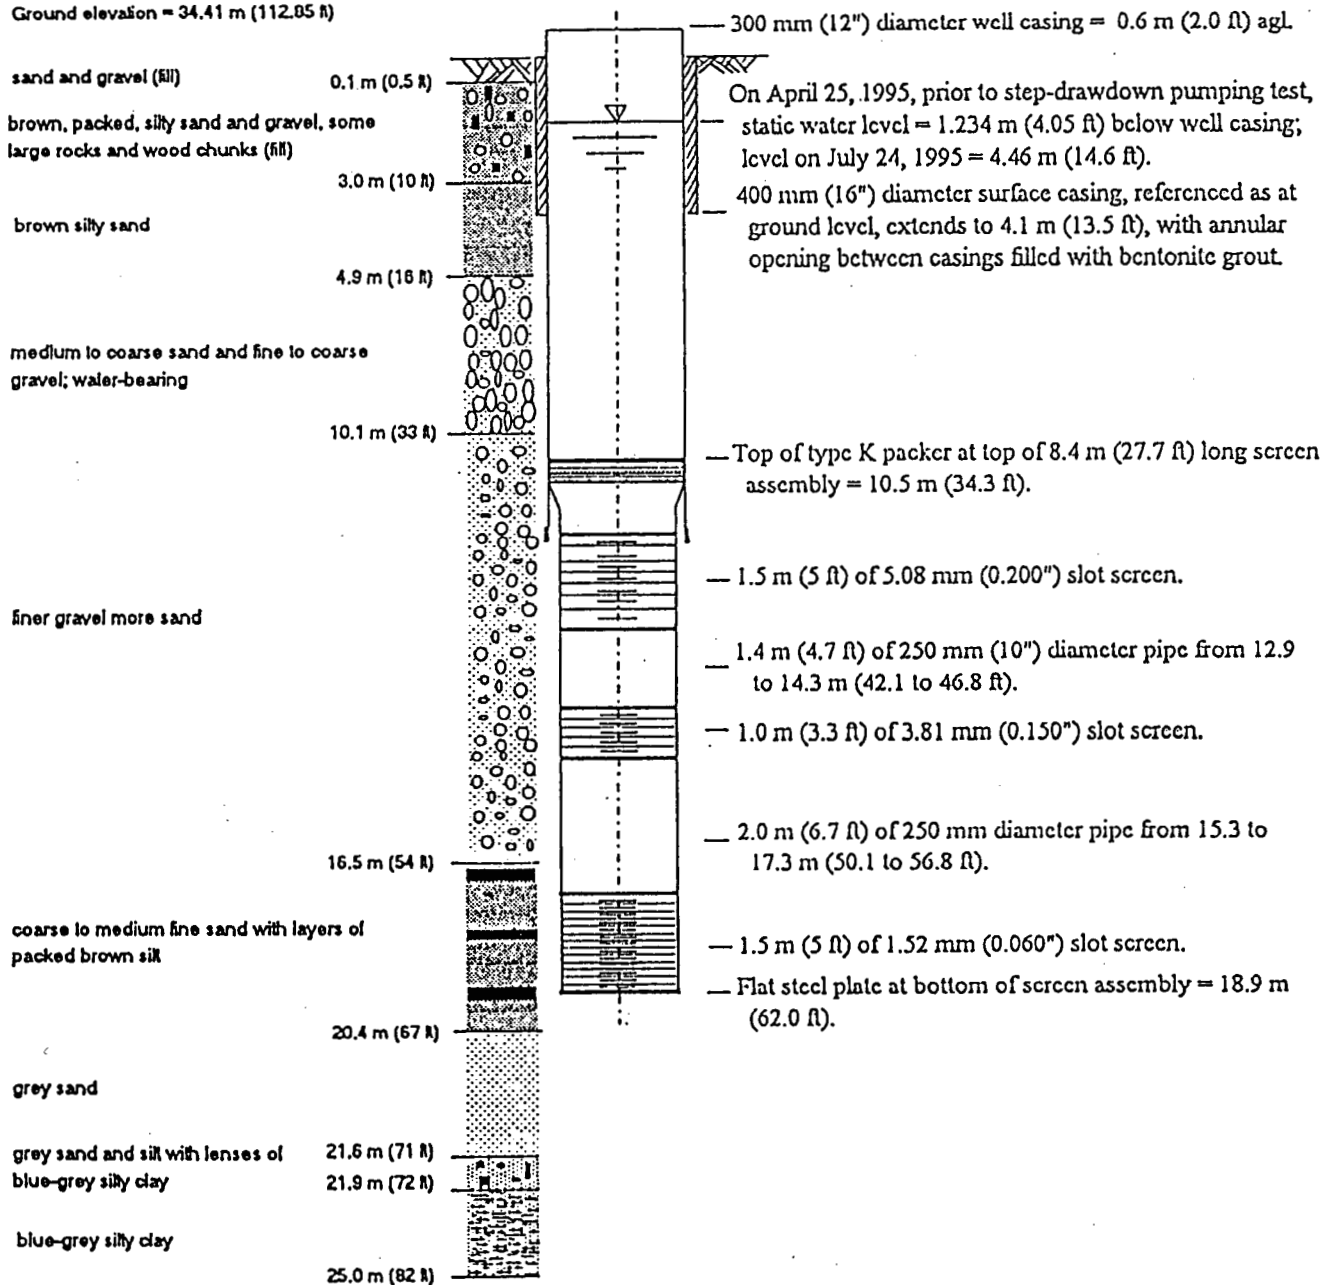 Ground elevation = 34.41 m (112.85 ft)
300 mm (12") diameter well casing = 0.6 m (2.0 ft) agl.
sand and gravel (fill)
0.1 m (0.5 ft)
On April 25, 1995, prior to step-drawdown pumping test,
static water level = 1.234 m (4.05 ft) below well casing;
level on July 24, 1995 = 4.46 m (14.6 ft).
brown, packed, silty sand and gravel, some
large rocks and wood chunks (fill)
3.0 m (10 ft)
400 mm (16") diameter surface casing, referenced as at
ground level, extends to 4.1 m (13.5 ft), with annular
opening between casings filled with bentonite grout.
brown silty sand
4.9 m (16 ft)
medium to coarse sand and fine to coarse
gravel; water-bearing
10.1 m (33 ft)
Top of type K packer at top of 8.4 m (27.7 ft) long screen
assembly = 10.5 m (34.3 ft).
1.5 m (5 ft) of 5.08 mm (0.200") slot screen.
finer gravel more sand
1.4 m (4.7 ft) of 250 mm (10") diameter pipe from 12.9
to 14.3 m (42.1 to 46.8 ft).
1.0 m (3.3 ft) of 3.81 mm (0.150") slot screen.
2.0 m (6.7 ft) of 250 mm diameter pipe from 15.3 to
17.3 m (50.1 to 56.8 ft).
16.5 m (54 ft)
coarse to medium fine sand with layers of
packed brown silt
1.5 m (5 ft) of 1.52 mm (0.060") slot screen.
Flat steel plate at bottom of screen assembly = 18.9 m
(62.0 ft).
20.4 m (67 ft)
grey sand
21.6 m (71 ft)
grey sand and silt with lenses of
blue-grey silty clay
21.9 m (72 ft)
blue-grey silty clay
25.0 m (82 ft)